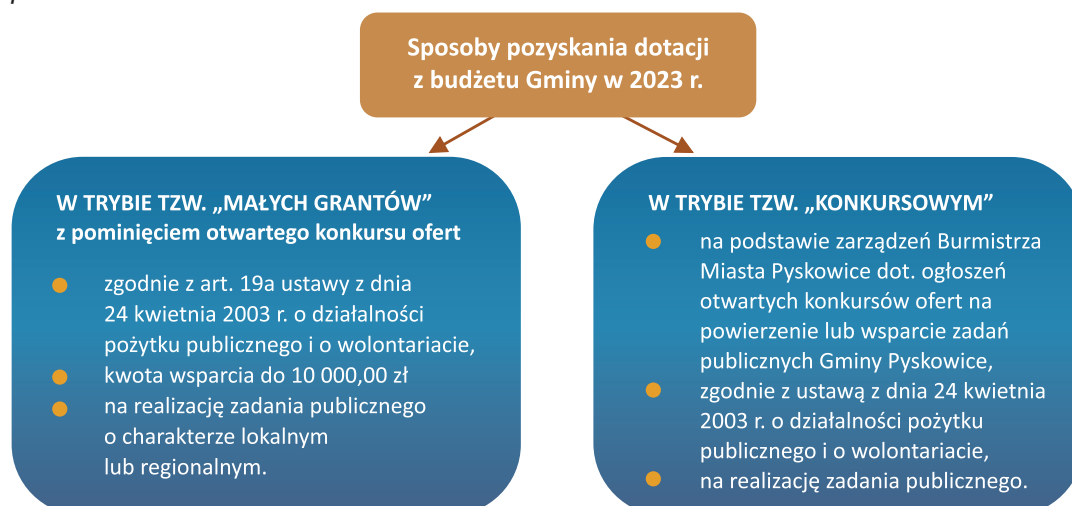 Sposoby pozyskania dotacji
z budżetu Gminy w 2023 r.
W TRYBIE TZW. „MAŁYCH GRANTÓW”
z pominięciem otwartego konkursu ofert
zgodnie z art. 19a ustawy z dnia
24 kwietnia 2003 r. o działalności
pożytku publicznego i o wolontariacie,
kwota wsparcia do 10 000,00 zł
na realizację zadania publicznego
o charakterze lokalnym
lub regionalnym.
W TRYBIE TZW. „KONKURSOWYM”
na podstawie zarządzeń Burmistrza
Miasta Pyskowice dot. ogłoszeń
otwartych konkursów ofert na
powierzenie lub wsparcie zadań
publicznych Gminy Pyskowice,
zgodnie z ustawą z dnia 24 kwietnia
2003 r. o działalności pożytku
publicznego i o wolontariacie,
na realizację zadania publicznego.